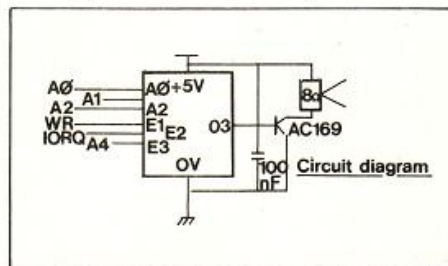 AØ
A1
A2
WR
IORQ
A4
AØ+5V
A2
E1
E2
E3
OV
O3
8Ω
AC169
100
nF
Circuit diagram